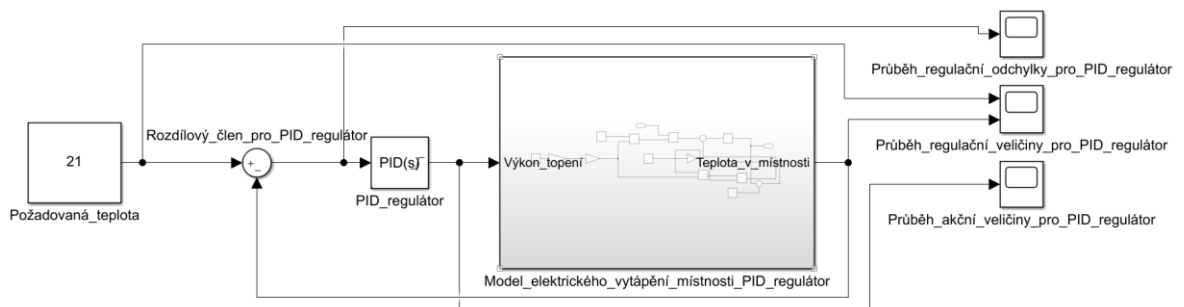 Průběh_regulační_odchylky_pro_PID_regulátor
Rozdílový_člen_pro_PID_regulátor
Průběh_regulační_veličiny_pro_PID_regulátor
21
+
−
PID(s)
Výkon_topení
Teplota_v_místnosti
PID_regulátor
Průběh_akční_veličiny_pro_PID_regulátor
Požadovaná_teplota
Model_elektrického_vytápění_místnosti_PID_regulátor